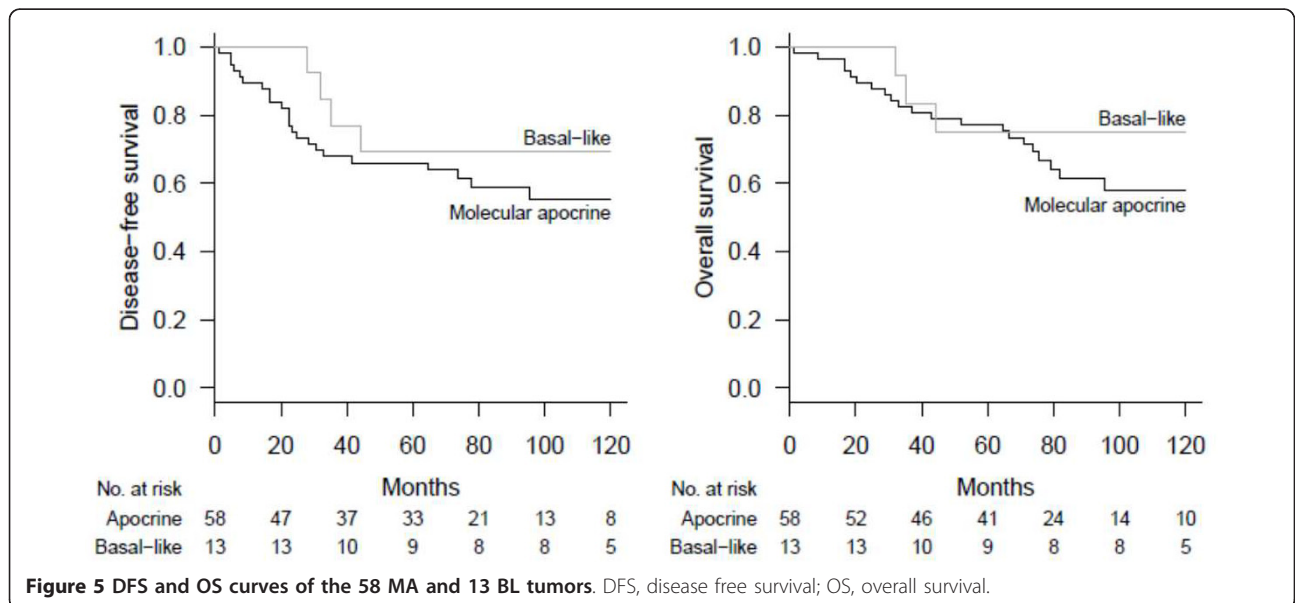 Disease−free survival
1.0
0.8
0.6
0.4
0.2
0.0
Basal−like
Molecular apocrine
0 20 40 60 80 100 120
No. at risk Months
Apocrine 58 47 37 33 21 13 8
Basal−like 13 13 10 9 8 8 5
Overall survival
1.0
0.8
0.6
0.4
0.2
0.0
Basal−like
Molecular apocrine
0 20 40 60 80 100 120
No. at risk Months
Apocrine 58 52 46 41 24 14 10
Basal−like 13 13 10 9 8 8 5
Figure 5 DFS and OS curves of the 58 MA and 13 BL tumors. DFS, disease free survival; OS, overall survival.